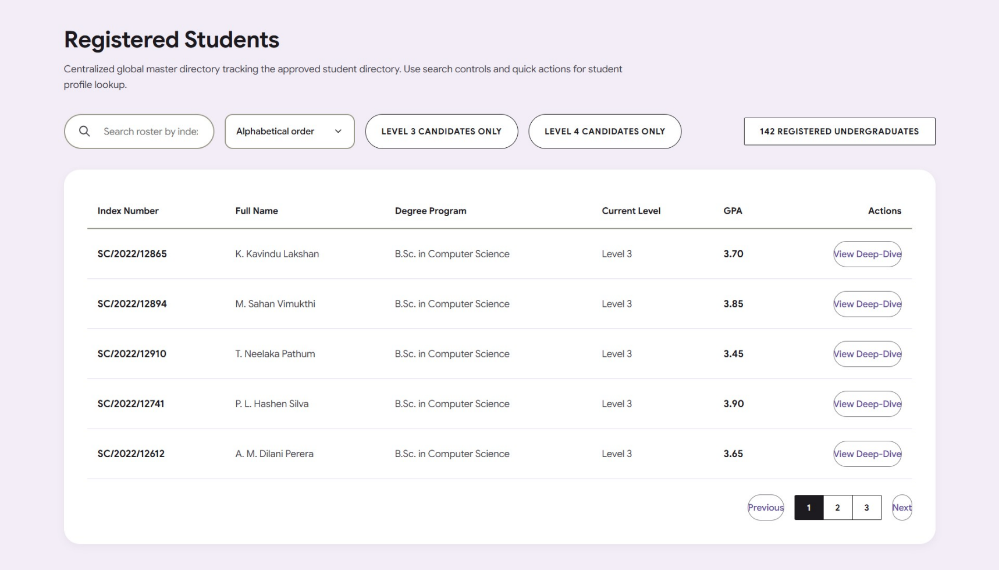 Registered Students
Centralized global master directory tracking the approved student directory. Use search controls and quick actions for student
profile lookup.
Search roster by inde: Alphabetical order LEVEL 3 CANDIDATES ONLY LEVEL 4 CANDIDATES ONLY 142 REGISTERED UNDERGRADUATES
Index Number Full Name Degree Program Current Level GPA Actions
SC/2022/12865 K. Kavindu Lakshan B.Sc. in Computer Science Level 3 3.70 View Deep-Dive
SC/2022/12894 M. Sahan Vimukthi B.Sc. in Computer Science Level 3 3.85 View Deep-Dive
SC/2022/12910 T. Neelaka Pathum B.Sc. in Computer Science Level 3 3.45 View Deep-Dive
SC/2022/12741 P. L. Hashen Silva B.Sc. in Computer Science Level 3 3.90 View Deep-Dive
SC/2022/12612 A. M. Dilani Perera B.Sc. in Computer Science Level 3 3.65 View Deep-Dive
Previous 1 2 3 Next